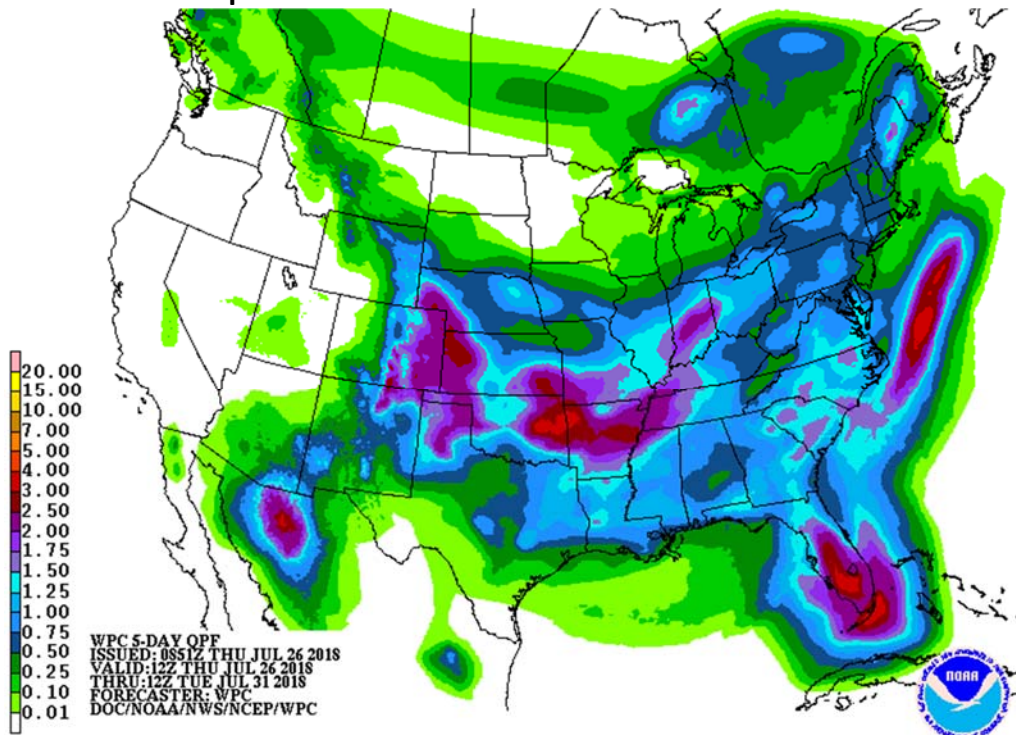 20.00
15.00
10.00
7.00
5.00
4.00
3.00
2.50
2.00
1.75
1.50
1.25
1.00
0.75
0.50
0.25
0.10
0.01
WPC 5-DAY QPF
ISSUED: 0851Z THU JUL 26 2018
VALID:12Z THU JUL 26 2018
THRU:12Z TUE JUL 31 2018
FORECASTER: WPC
DOC/NOAA/NWS/NCEP/WPC
NOAA